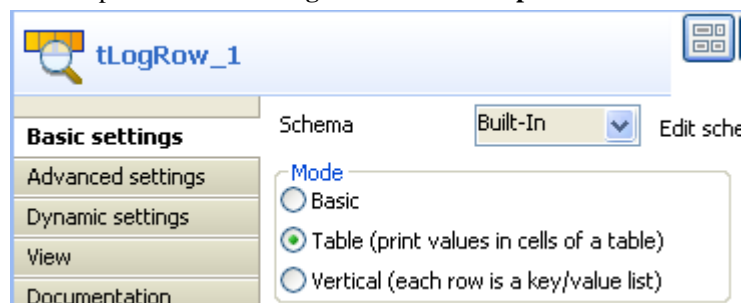 tLogRow_1
Basic settings
Advanced settings
Dynamic settings
View
Documentation
Schema Built-In Edit sche
Mode
Basic
Table (print values in cells of a table)
Vertical (each row is a key/value list)